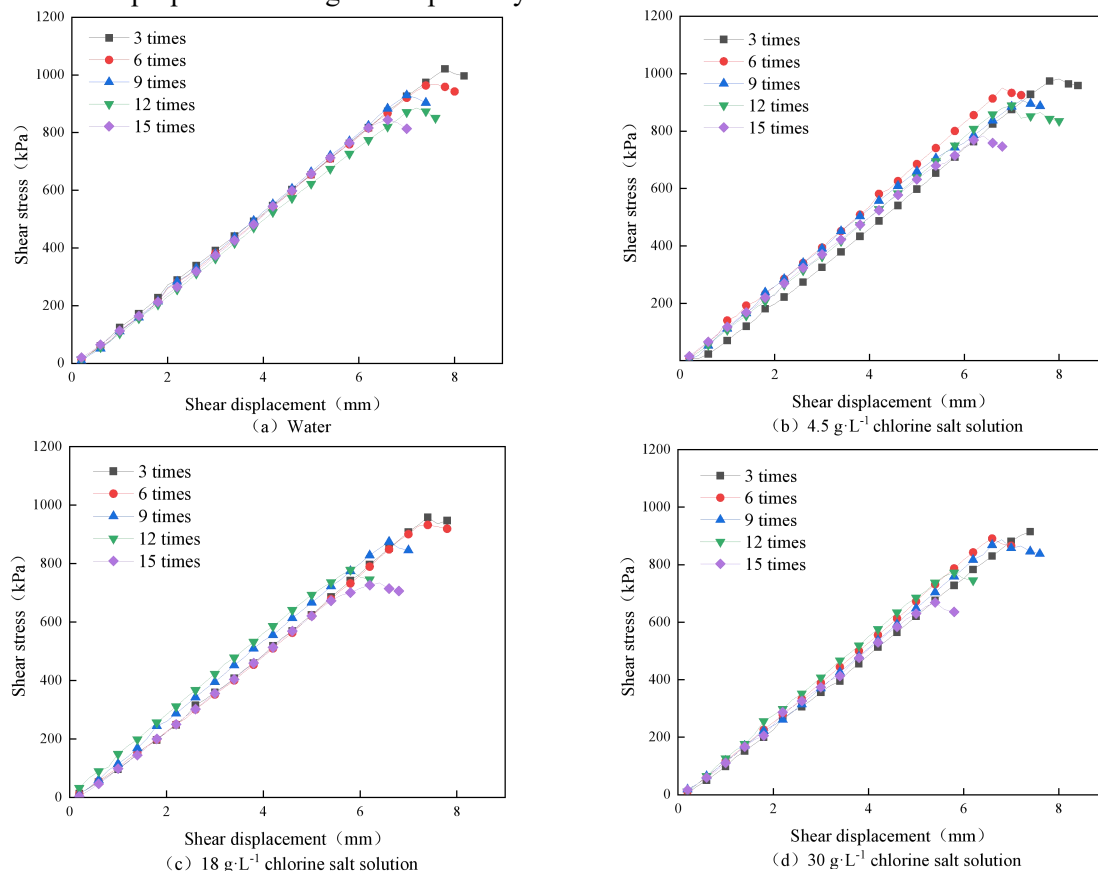 1200
1000
800
600
400
200
0
Shear stress（kPa）
3 times
6 times
9 times
12 times
15 times
0 2 4 6 8
Shear displacement（mm）
（a）Water
1200
1000
800
600
400
200
Shear stress（kPa）
3 times
6 times
9 times
12 times
15 times
0 2 4 6 8
Shear displacement（mm）
（b）4.5 g·L⁻¹ chlorine salt solution
1200
1000
800
600
400
200
0
Shear stress（kPa）
3 times
6 times
9 times
12 times
15 times
0 2 4 6 8
Shear displacement（mm）
（c）18 g·L⁻¹ chlorine salt solution
1200
1000
800
600
400
200
0
Shear stress（kPa）
3 times
6 times
9 times
12 times
15 times
0 2 4 6 8
Shear displacement（mm）
（d）30 g·L⁻¹ chlorine salt solution